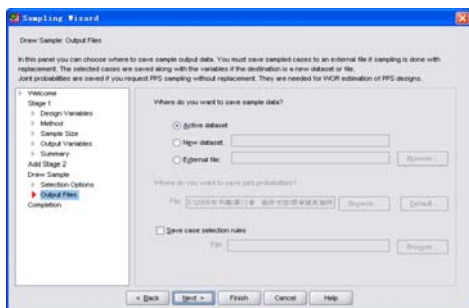 Sampling Wizard
Draw Sample: Output Files
In this panel you can choose where to save sample output data. You must save sampled cases to an external file if sampling is done with
replacement. The selected cases are saved along with the variables if the destination is a new dataset or file.
Joint probabilities are saved if you request PPS sampling without replacement. They are needed for WOR estimation of PPS designs.
Welcome
Stage 1
Design Variables
Method
Sample Size
Output Variables
Summary
Add Stage 2
Draw Sample
Selection Options
Output Files
Completion
Where do you want to save sample data?
Active dataset
New dataset:
External file:
Browse...
Where do you want to save joint probabilities?
File:
Browse...
Default
Save case selection rules
File:
Browse...
< Back
Next >
Finish
Cancel
Help